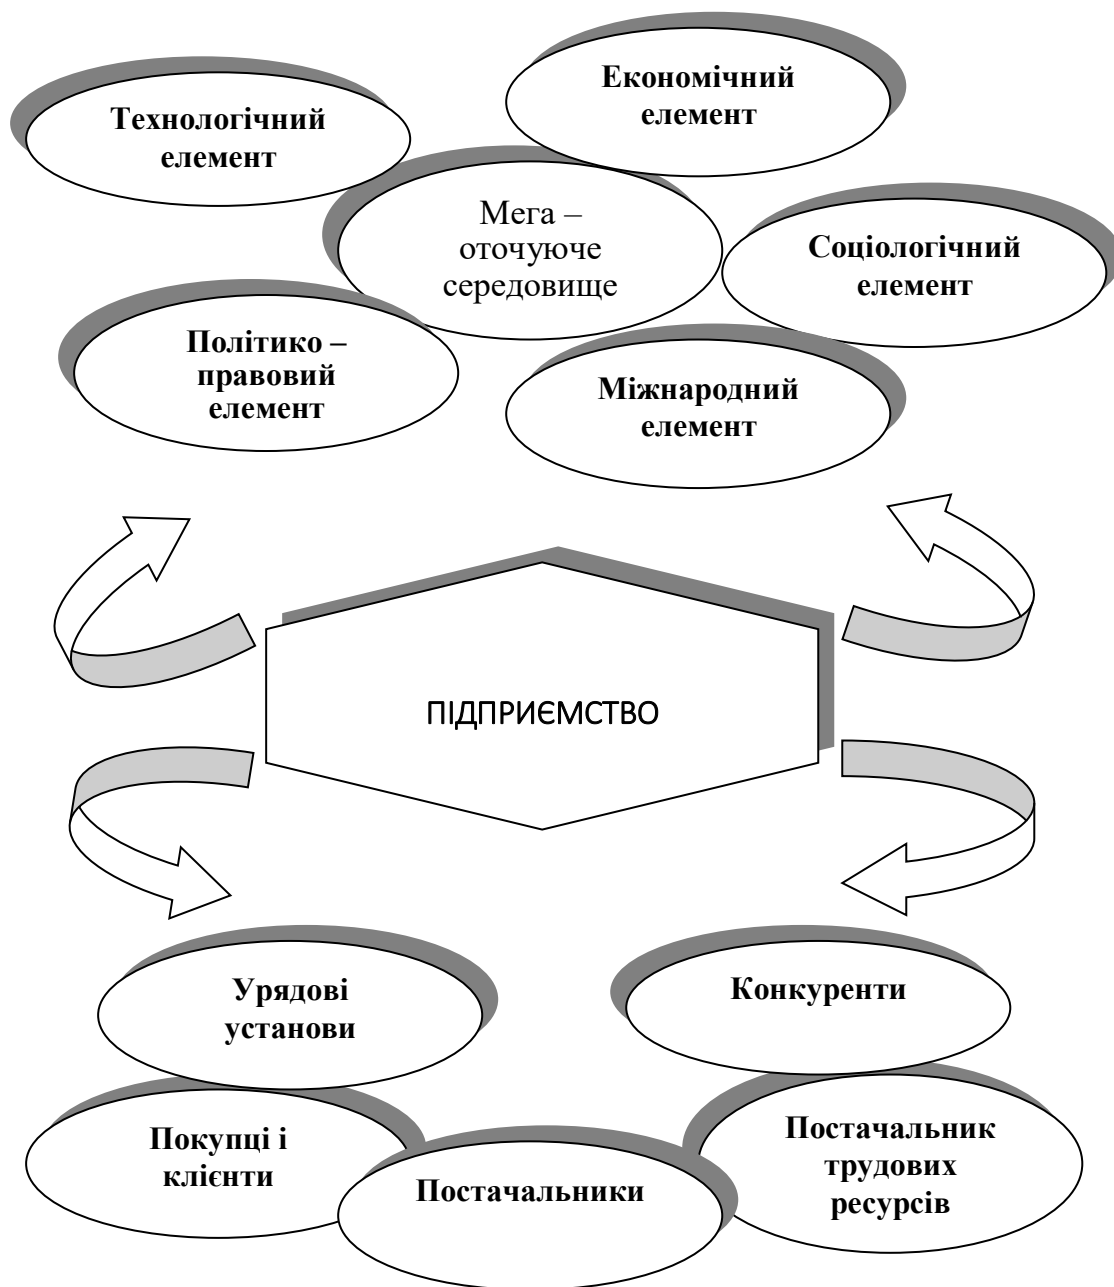 Економічний
елемент
Технологічний
елемент
Мега –
оточуюче
середовище
Соціологічний
елемент
Політико –
правовий
елемент
Міжнародний
елемент
ПІДПРИЄМСТВО
Урядові
установи
Конкуренти
Покупці і
клієнти
Постачальники
Постачальник
трудових
ресурсів